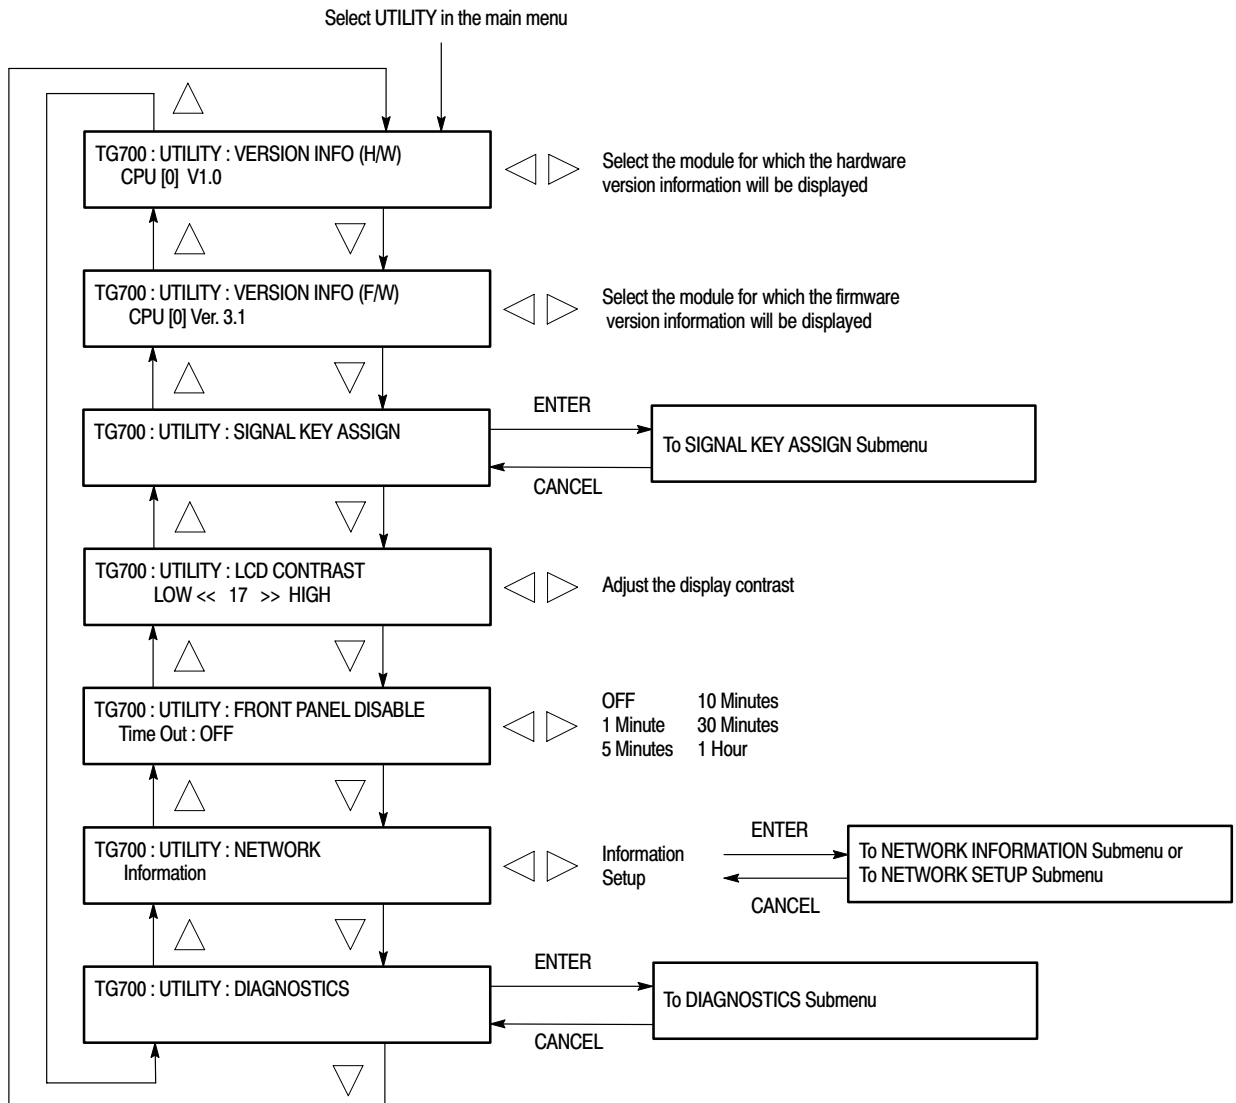 Select UTILITY in the main menu
TG700 : UTILITY : VERSION INFO (H/W)
CPU [0] V1.0
Select the module for which the hardware
version information will be displayed
TG700 : UTILITY : VERSION INFO (F/W)
CPU [0] Ver. 3.1
Select the module for which the firmware
version information will be displayed
TG700 : UTILITY : SIGNAL KEY ASSIGN
ENTER
CANCEL
To SIGNAL KEY ASSIGN Submenu
TG700 : UTILITY : LCD CONTRAST
LOW << 17 >> HIGH
Adjust the display contrast
TG700 : UTILITY : FRONT PANEL DISABLE
Time Out : OFF
OFF 10 Minutes
1 Minute 30 Minutes
5 Minutes 1 Hour
TG700 : UTILITY : NETWORK
Information
Information
Setup
ENTER
CANCEL
To NETWORK INFORMATION Submenu or
To NETWORK SETUP Submenu
TG700 : UTILITY : DIAGNOSTICS
ENTER
CANCEL
To DIAGNOSTICS Submenu